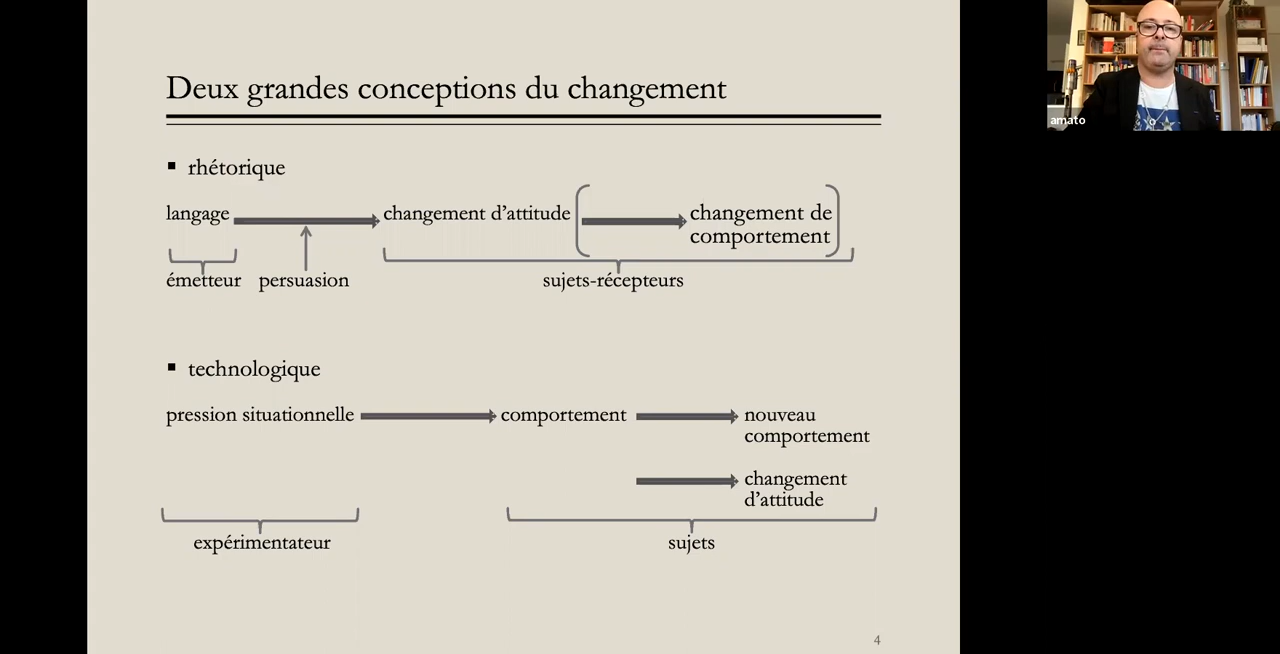 Deux grandes conceptions du changement
▪ rhétorique
langage changement d’attitude changement de
comportement
émetteur persuasion sujets-récepteurs
▪ technologique
pression situationnelle comportement nouveau
comportement
changement
d’attitude
expérimentateur sujets
4
amato